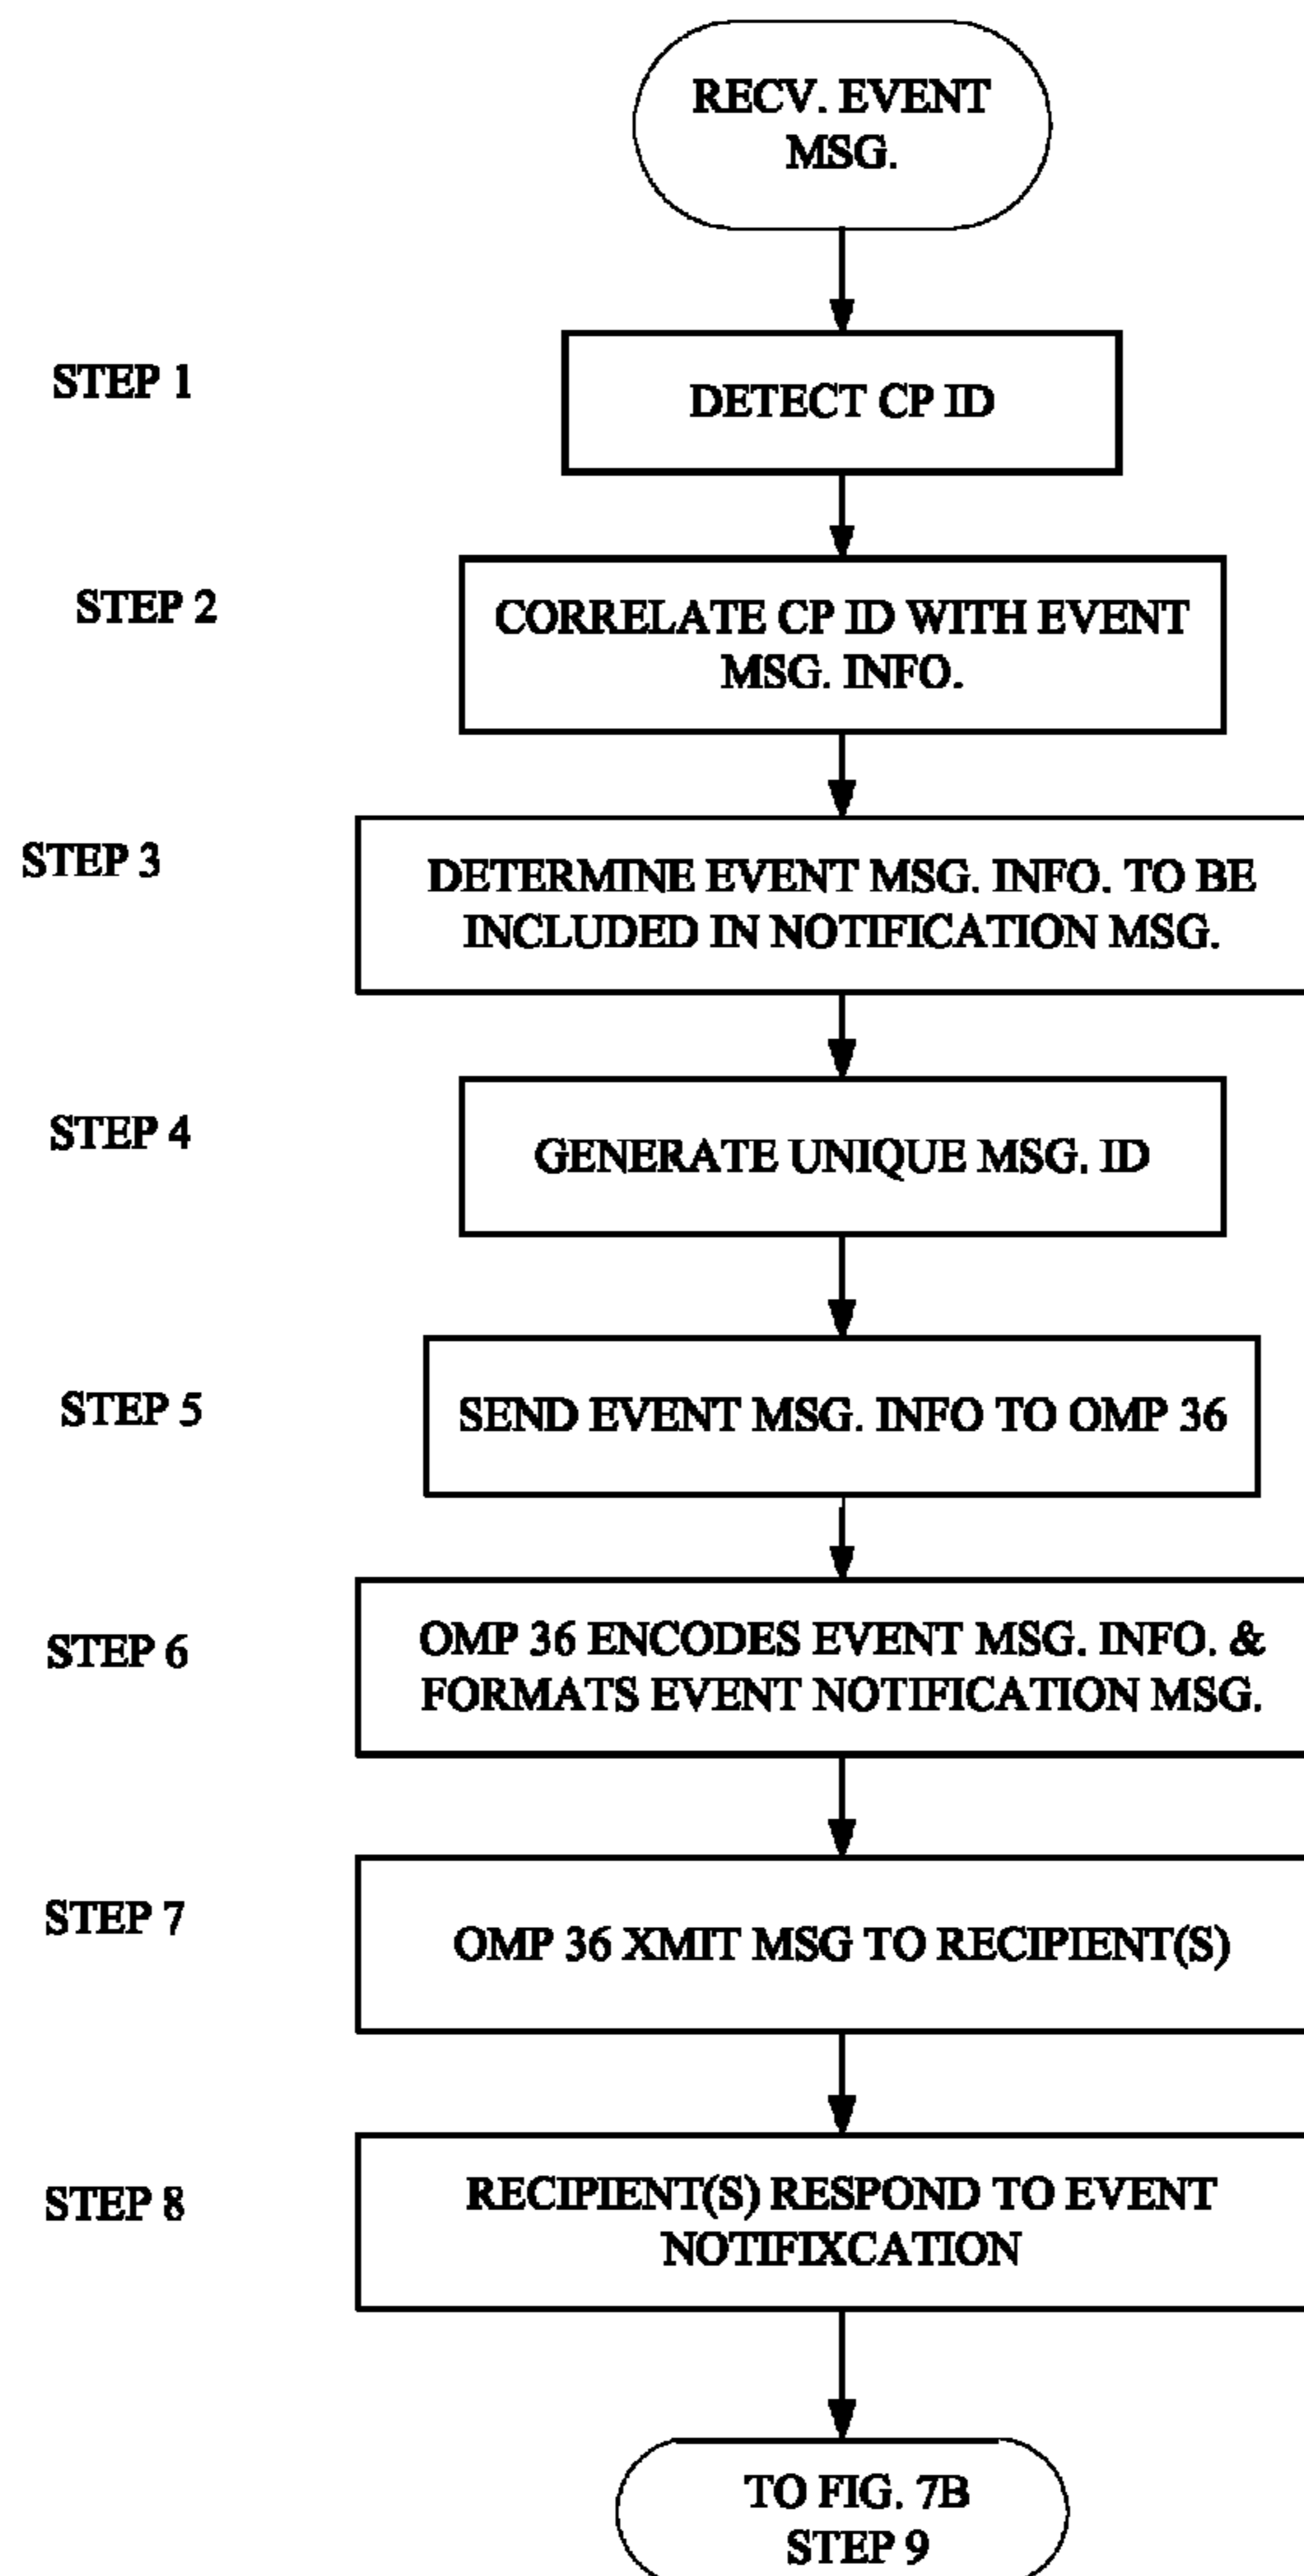 RECV. EVENT
MSG.
STEP 1
DETECT CP ID
STEP 2
CORRELATE CP ID WITH EVENT
MSG. INFO.
STEP 3
DETERMINE EVENT MSG. INFO. TO BE
INCLUDED IN NOTIFICATION MSG.
STEP 4
GENERATE UNIQUE MSG. ID
STEP 5
SEND EVENT MSG. INFO TO OMP 36
STEP 6
OMP 36 ENCODES EVENT MSG. INFO. &
FORMATS EVENT NOTIFICATION MSG.
STEP 7
OMP 36 XMIT MSG TO RECIPIENT(S)
STEP 8
RECIPIENT(S) RESPOND TO EVENT
NOTIFIXCATION
TO FIG. 7B
STEP 9